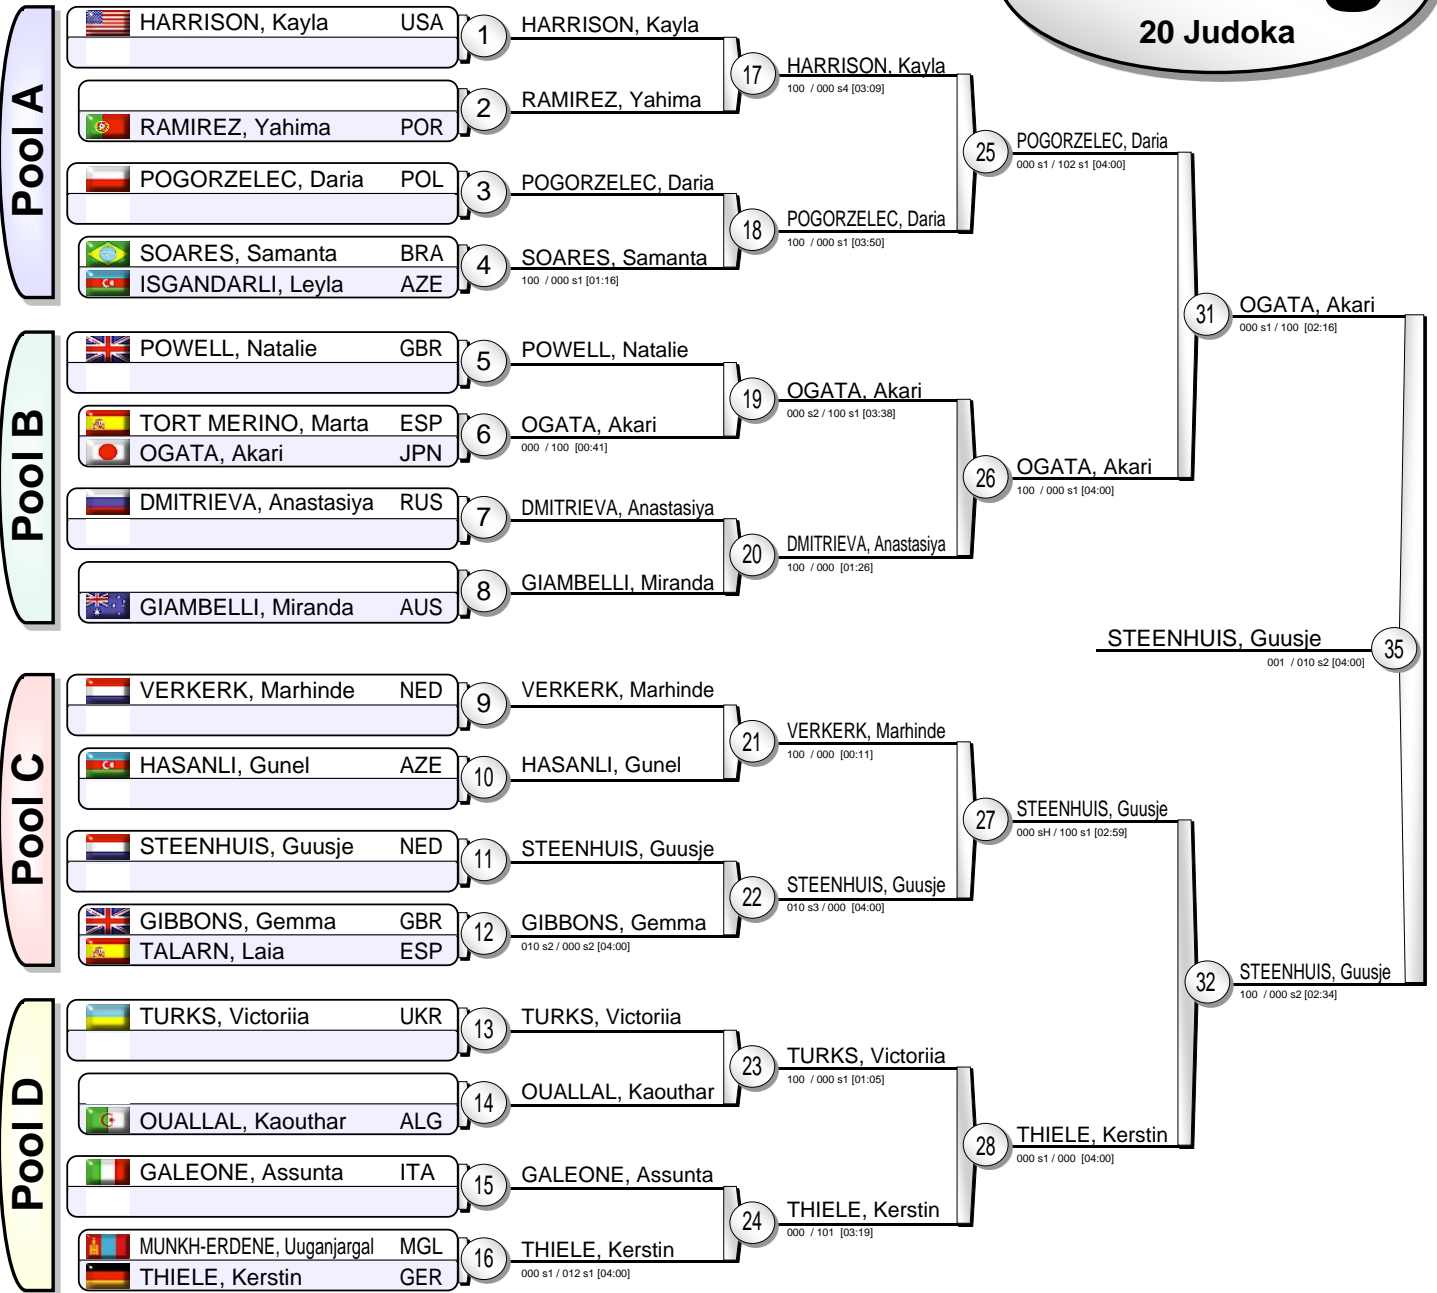 20 Judoka
Pool A
HARRISON, Kayla USA
1
HARRISON, Kayla
RAMIREZ, Yahima POR
2
RAMIREZ, Yahima
17
HARRISON, Kayla
100 / 000 s4 [03:09]
POGORZELEC, Daria POL
3
POGORZELEC, Daria
SOARES, Samanta BRA
ISGANDARLI, Leyla AZE
4
SOARES, Samanta
100 / 000 s1 [01:16]
18
POGORZELEC, Daria
100 / 000 s1 [03:50]
25
POGORZELEC, Daria
000 s1 / 102 s1 [04:00]
Pool B
POWELL, Natalie GBR
5
POWELL, Natalie
TORT MERINO, Marta ESP
OGATA, Akari JPN
6
OGATA, Akari
000 / 100 [00:41]
19
OGATA, Akari
000 s2 / 100 s1 [03:38]
DMITRIEVA, Anastasiya RUS
7
DMITRIEVA, Anastasiya
GIAMBELLI, Miranda AUS
8
GIAMBELLI, Miranda
20
DMITRIEVA, Anastasiya
100 / 000 [01:26]
26
OGATA, Akari
100 / 000 s1 [04:00]
31
OGATA, Akari
000 s1 / 100 [02:16]
STEENHUIS, Guusje
001 / 010 s2 [04:00]
35
Pool C
VERKERK, Marhinde NED
9
VERKERK, Marhinde
HASANLI, Gunel AZE
10
HASANLI, Gunel
21
VERKERK, Marhinde
100 / 000 [00:11]
STEENHUIS, Guusje NED
11
STEENHUIS, Guusje
GIBBONS, Gemma GBR
TALARN, Laia ESP
12
GIBBONS, Gemma
010 s2 / 000 s2 [04:00]
22
STEENHUIS, Guusje
010 s3 / 000 [04:00]
27
STEENHUIS, Guusje
000 sH / 100 s1 [02:59]
Pool D
TURKS, Victoriia UKR
13
TURKS, Victoriia
OUALLAL, Kaouthar ALG
14
OUALLAL, Kaouthar
23
TURKS, Victoriia
100 / 000 s1 [01:05]
GALEONE, Assunta ITA
15
GALEONE, Assunta
MUNKH-ERDENE, Uuganjargal MGL
THIELE, Kerstin GER
16
THIELE, Kerstin
000 s1 / 012 s1 [04:00]
24
THIELE, Kerstin
000 / 101 [03:19]
28
THIELE, Kerstin
000 s1 / 000 [04:00]
32
STEENHUIS, Guusje
100 / 000 s2 [02:34]